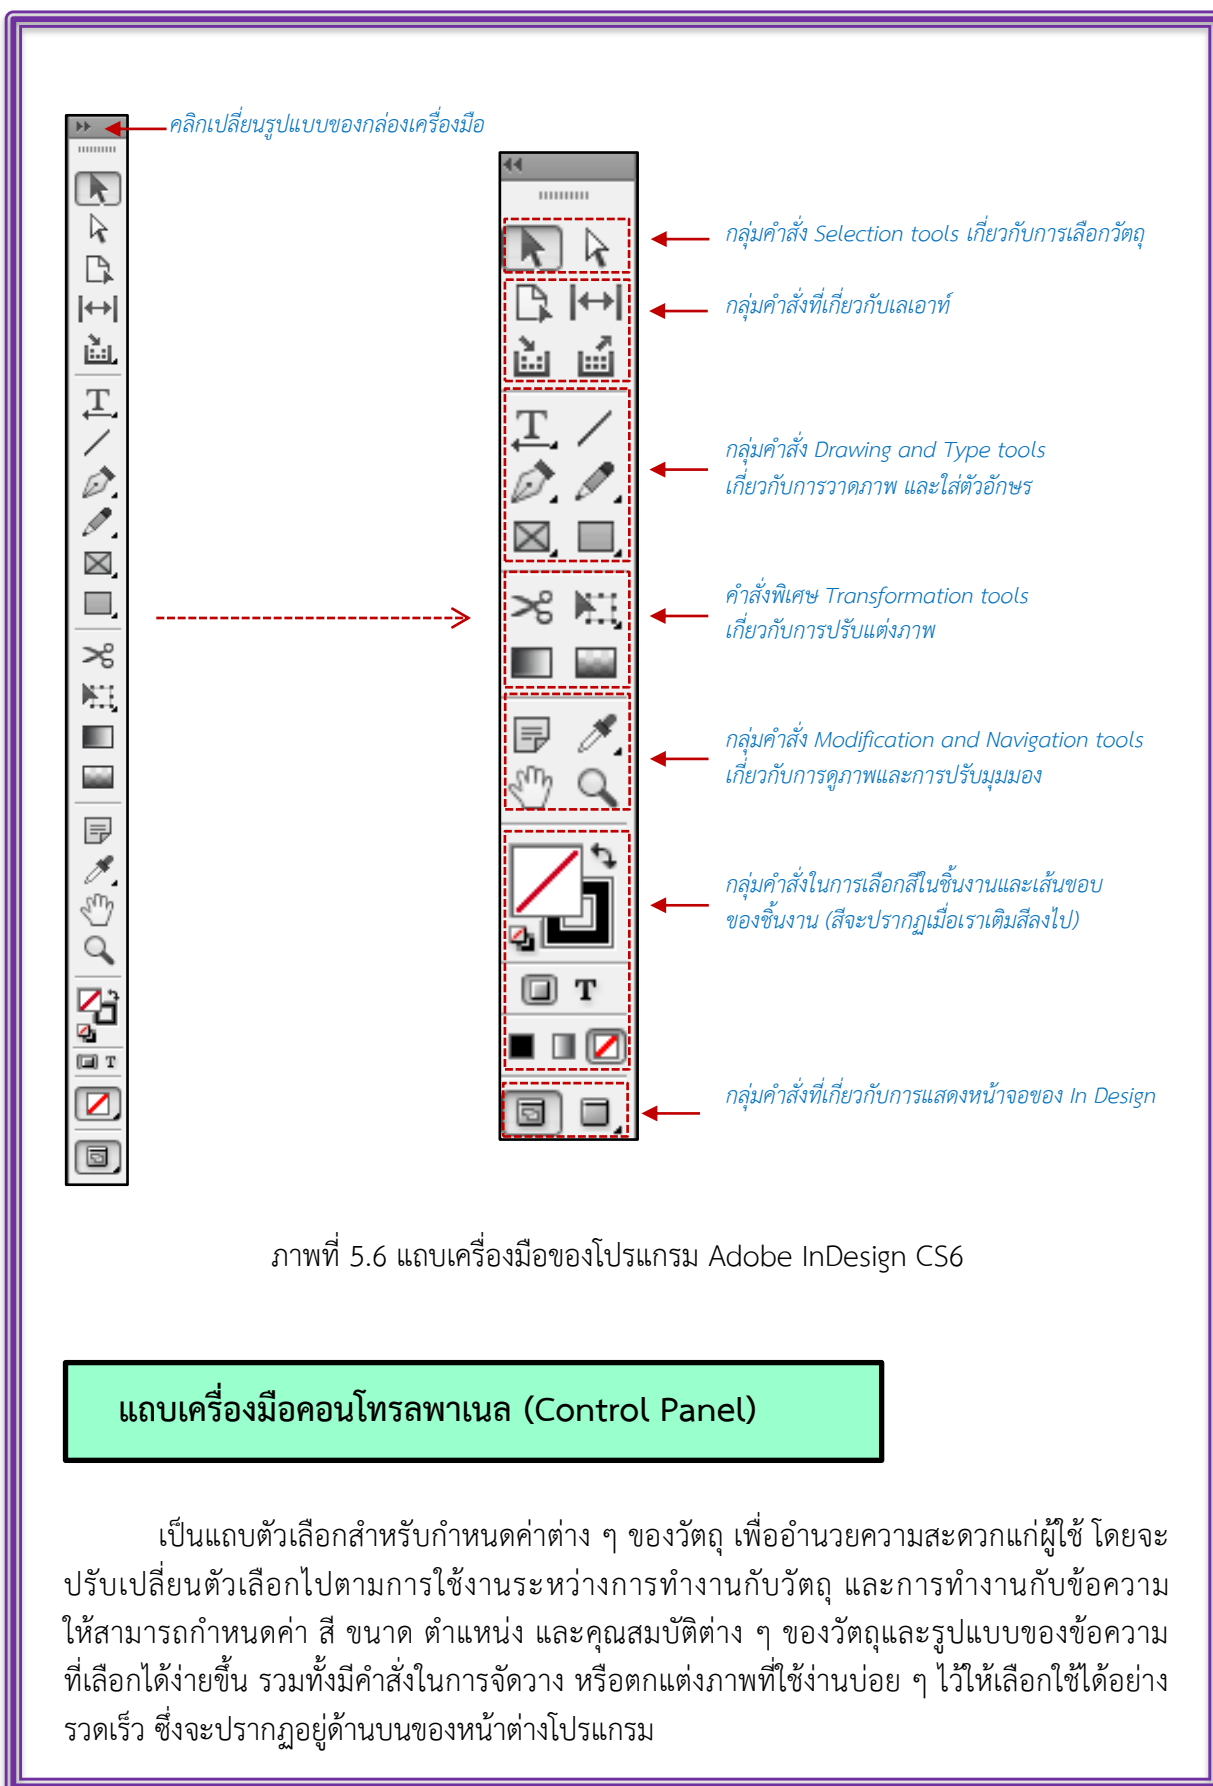 คลิกเปลี่ยนรูปแบบของกล่องเครื่องมือ
กลุ่มคำสั่ง Selection tools เกี่ยวกับการเลือกวัตถุ
กลุ่มคำสั่งที่เกี่ยวกับเลเอาท์
กลุ่มคำสั่ง Drawing and Type tools
เกี่ยวกับการวาดภาพ และใส่ตัวอักษร
คำสั่งพิเศษ Transformation tools
เกี่ยวกับการปรับแต่งภาพ
กลุ่มคำสั่ง Modification and Navigation tools
เกี่ยวกับการดูภาพและการปรับมุมมอง
กลุ่มคำสั่งในการเลือกสีในชิ้นงานและเส้นขอบ
ของชิ้นงาน (สีจะปรากฏเมื่อเราเติมสีลงไป)
กลุ่มคำสั่งที่เกี่ยวกับการแสดงหน้าจอของ In Design
ภาพที่ 5.6 แถบเครื่องมือของโปรแกรม Adobe InDesign CS6
แถบเครื่องมือคอนโทรลพาเนล (Control Panel)
เป็นแถบตัวเลือกสำหรับกำหนดค่าต่าง ๆ ของวัตถุ เพื่ออำนวยความสะดวกแก่ผู้ใช้ โดยจะ
ปรับเปลี่ยนตัวเลือกไปตามการใช้งานระหว่างการทำงานกับวัตถุ และการทำงานกับข้อความ
ให้สามารถกำหนดค่า สี ขนาด ตำแหน่ง และคุณสมบัติต่าง ๆ ของวัตถุและรูปแบบของข้อความ
ที่เลือกได้ง่ายขึ้น รวมทั้งมีคำสั่งในการจัดวาง หรือตกแต่งภาพที่ใช้ง่านบ่อย ๆ ไว้ให้เลือกใช้ได้อย่าง
รวดเร็ว ซึ่งจะปรากฏอยู่ด้านบนของหน้าต่างโปรแกรม